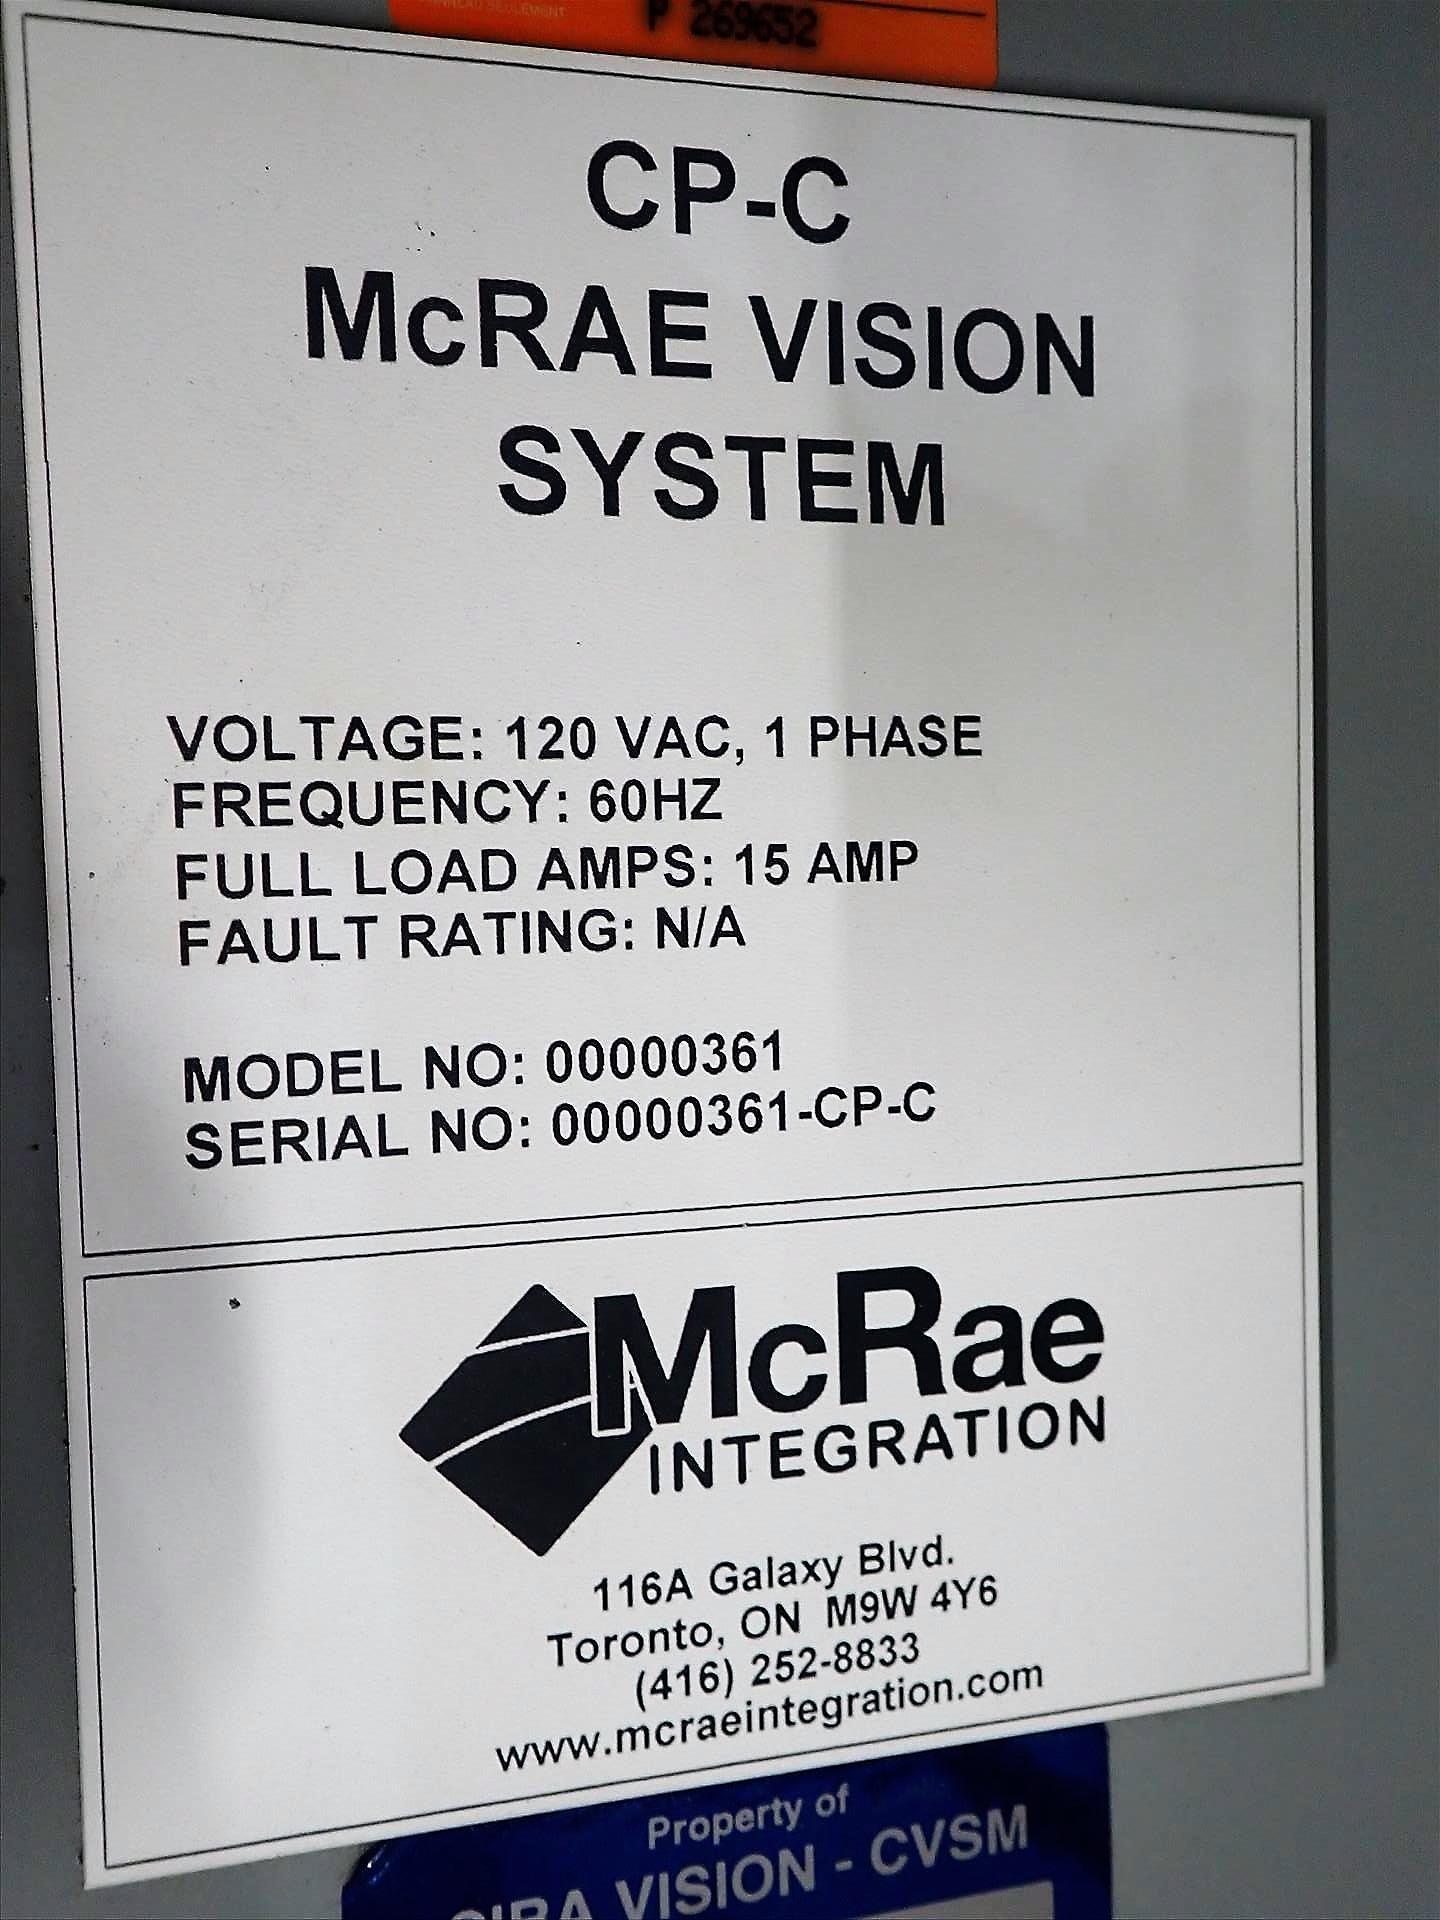 P 269652
CP-C
McRAE VISION
SYSTEM
VOLTAGE: 120 VAC, 1 PHASE
FREQUENCY: 60HZ
FULL LOAD AMPS: 15 AMP
FAULT RATING: N/A
MODEL NO: 00000361
SERIAL NO: 00000361-CP-C
McRae
INTEGRATION
116A Galaxy Blvd.
Toronto, ON M9W 4Y6
(416) 252-8833
www.mcraeintegration.com
Property of
VISION - CVSM